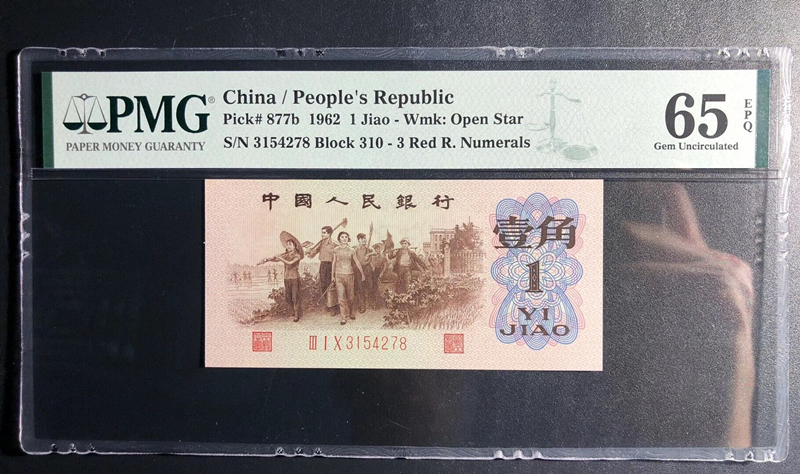 PMG®
PAPER MONEY GUARANTY
China / People's Republic
Pick# 877b 1962 1 Jiao - Wmk: Open Star
S/N 3154278 Block 310 - 3 Red R. Numerals
65 EPQ
Gem Uncirculated
中國人民銀行
壹角
1
YI
JIAO
III I X 3154278